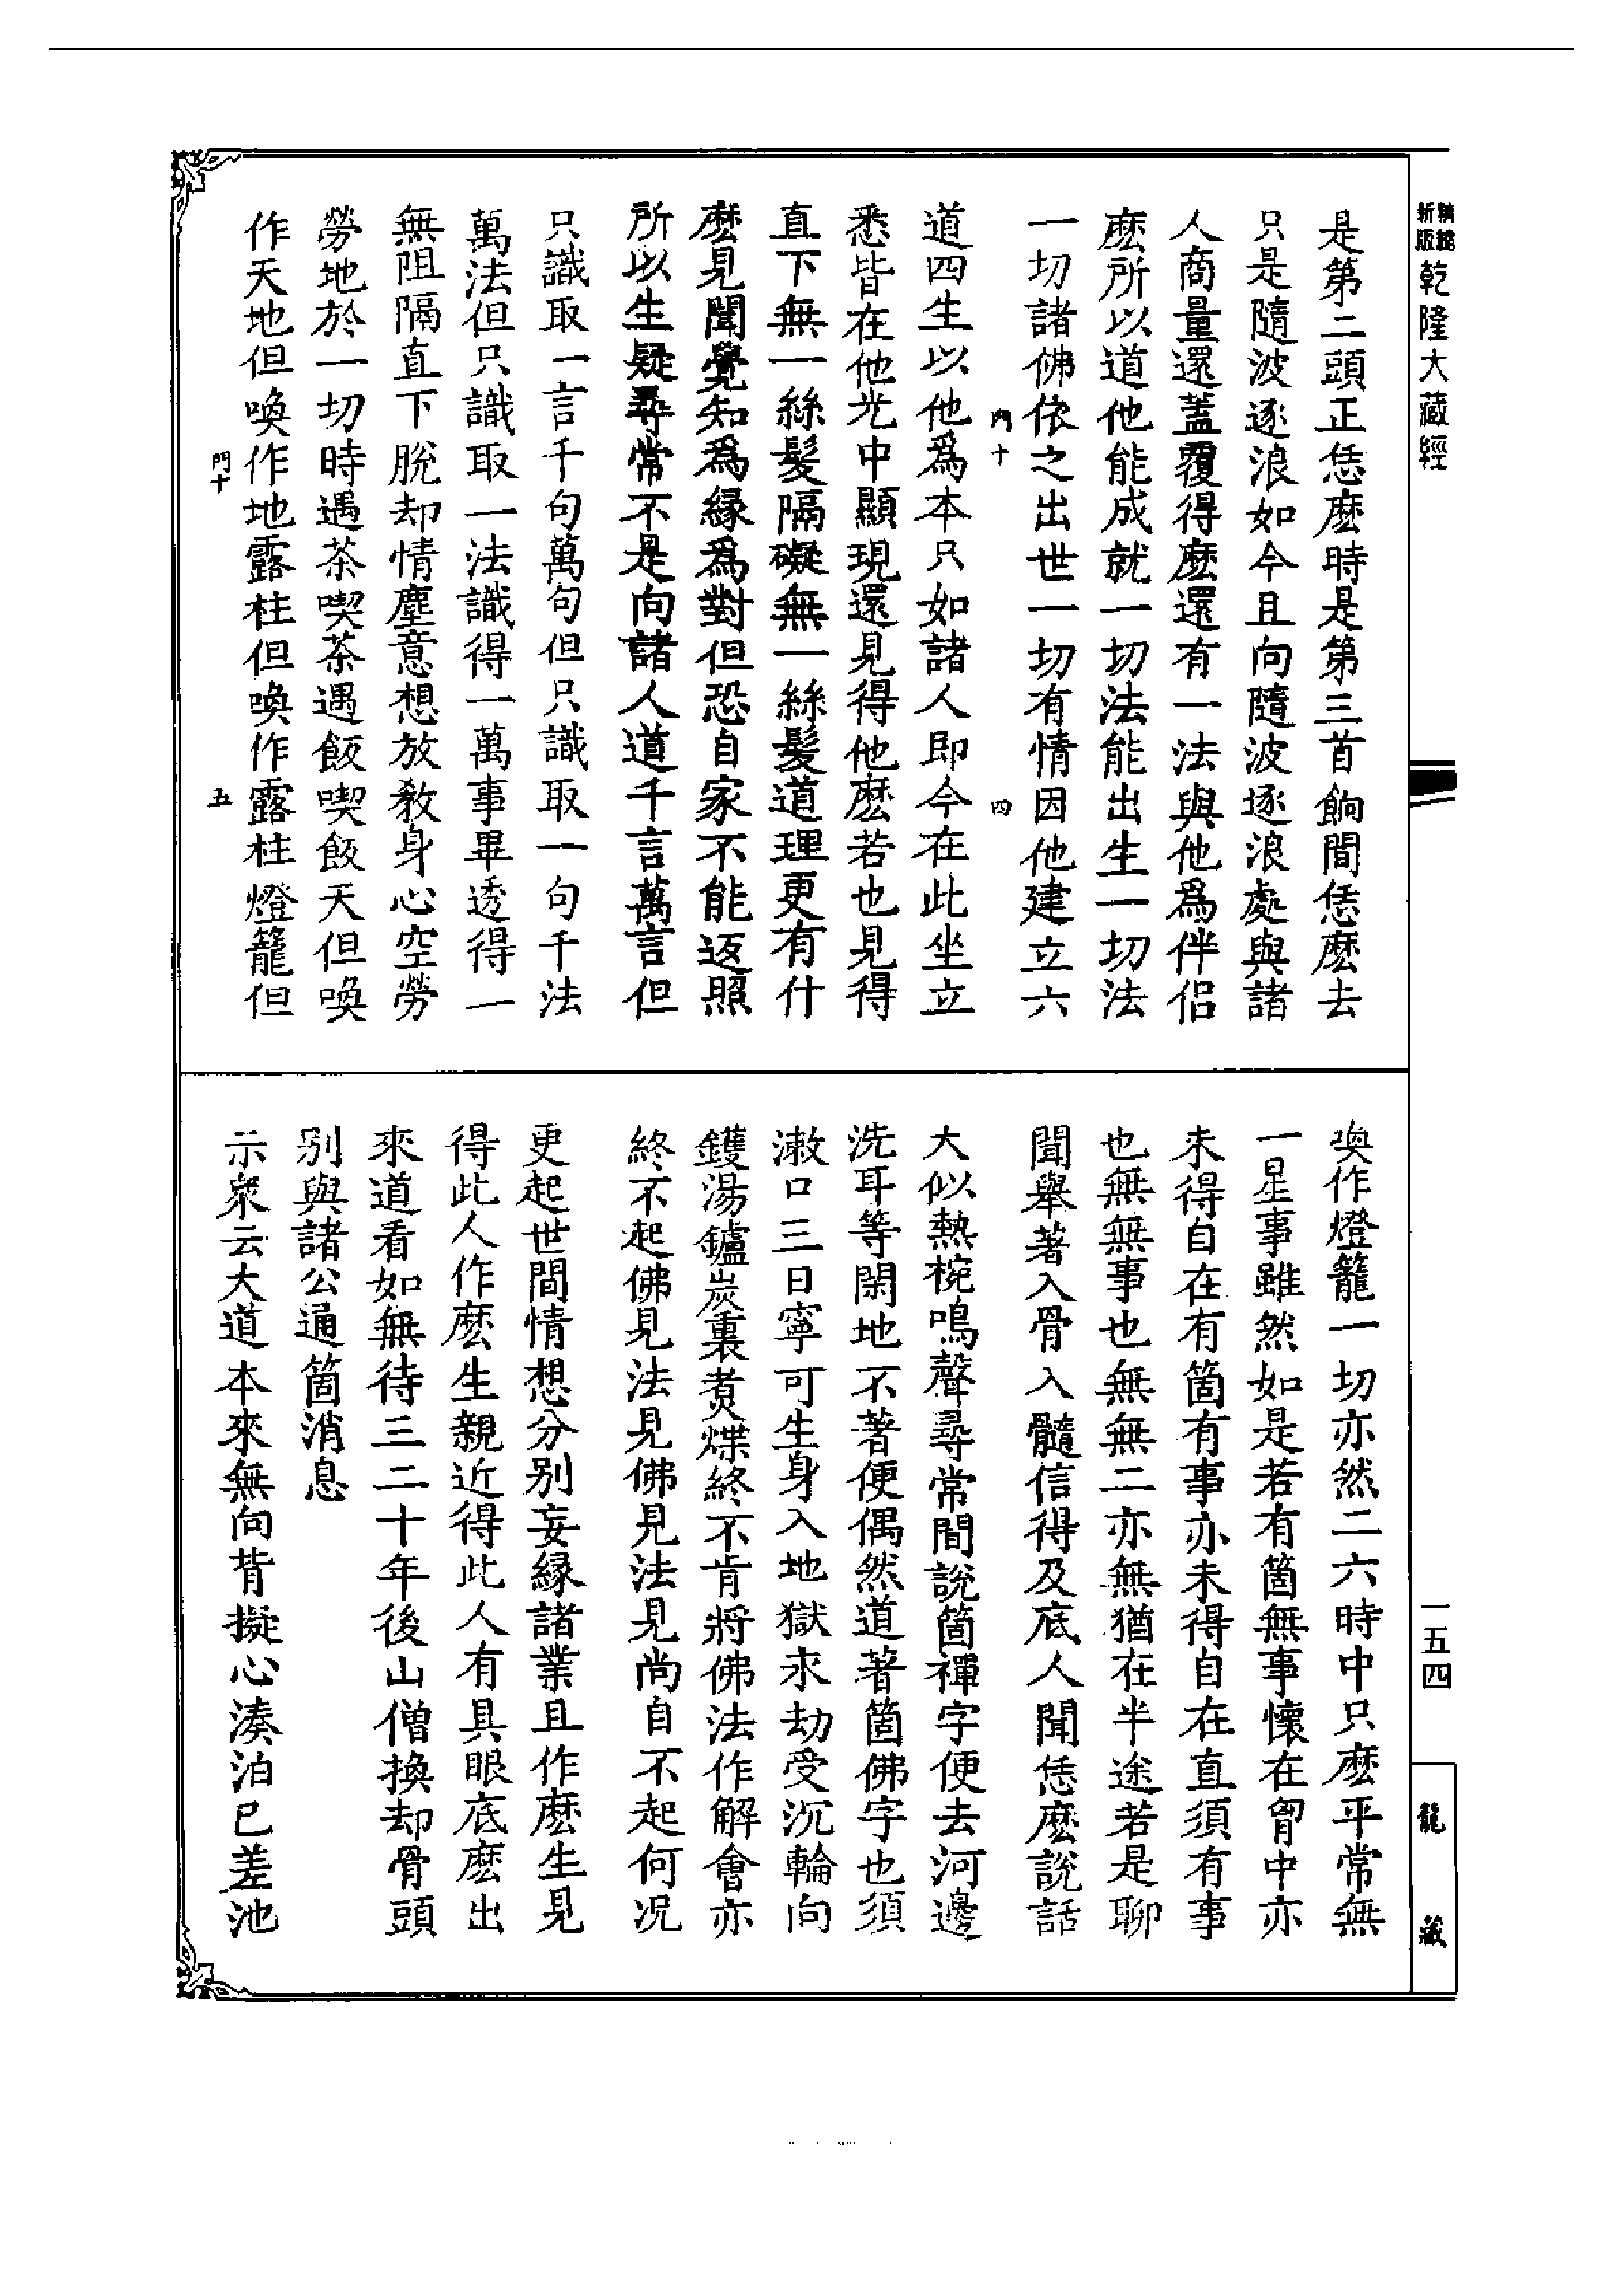 精縮新版乾隆大藏經
一五四
龍藏
是第二頭正恁麽時是第三首餉間恁麽去
只是隨波逐浪如今且向隨波逐浪處與諸
人商量還蓋覆得麽還有一法與他爲伴侣
麽所以道他能成就一切法能出生一切法
一切諸佛依之出世一切有情因他建立六
門十 四
道四生以他爲本只如諸人即今在此坐立
悉皆在他光中顯現還見得他麽若也見得
直下無一絲髮隔礙無一絲髮道理更有什
麽見聞覺知爲緣爲對但恐自家不能返照
所以生疑尋常不是向諸人道千言萬言但
只識取一言千句萬句但只識取一句千法
萬法但只識取一法識得一萬事畢透得一
無阻隔直下脫却情塵意想放教身心空勞
勞地於一切時遇茶喫茶遇飯喫飯天但喚
作天地但喚作地露柱但喚作露柱燈籠但
門十 五
喚作燈籠一切亦然二六時中只麽平常無
一星事雖然如是若有箇無事懷在胷中亦
未得自在有箇有事亦未得自在直須有事
也無無事也無無二亦無猶在半途若是聊
聞舉著入骨入髓信得及底人聞恁麽說話
大似熱椀鳴聲尋常間說箇禪字便去河邊
洗耳等閑地不著便偶然道著箇佛字也須
漱口三日寧可生身入地獄求劫受沉輪向
鑊湯鑪炭裏煑煠終不肯將佛法作解會亦
終不起佛見法見佛見法見尚自不起何况
更起世間情想分别妄緣諸業且作麽生見
得此人作麽生親近得此人有具眼底麽出
來道看如無待三二十年後山僧換却骨頭
别與諸公通箇消息
示衆云大道本來無向背擬心湊泊已差池